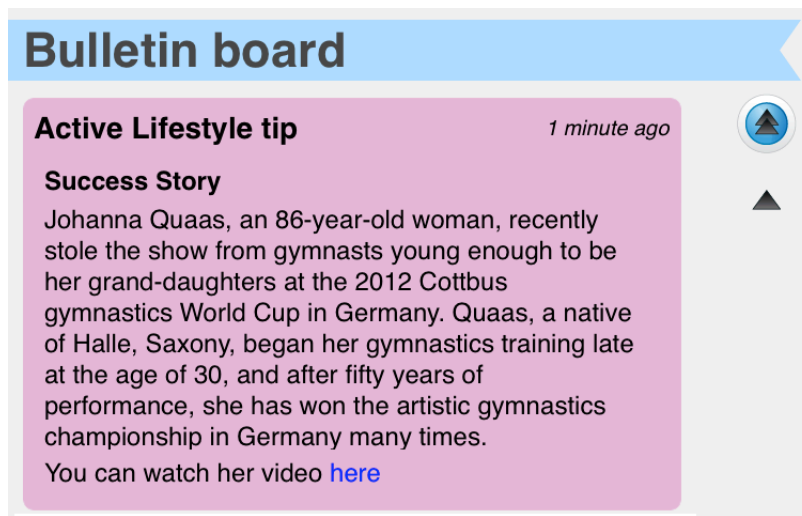 Bulletin board
Active Lifestyle tip
1 minute ago
Success Story
Johanna Quaas, an 86-year-old woman, recently
stole the show from gymnasts young enough to be
her grand-daughters at the 2012 Cottbus
gymnastics World Cup in Germany. Quaas, a native
of Halle, Saxony, began her gymnastics training late
at the age of 30, and after fifty years of
performance, she has won the artistic gymnastics
championship in Germany many times.
You can watch her video here